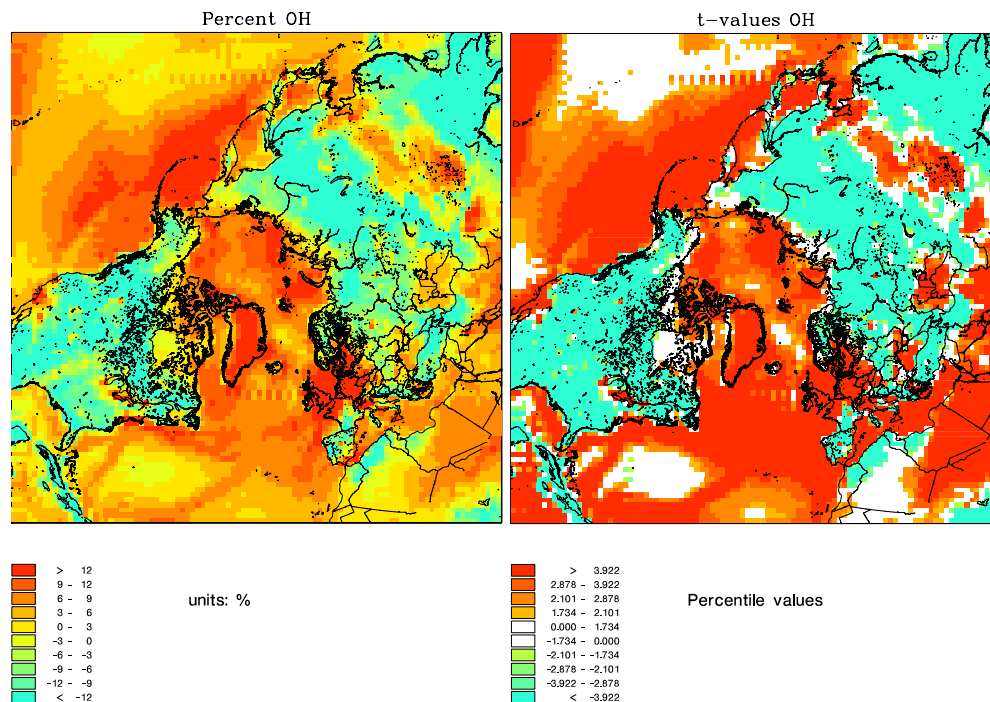 Percent OH
t-values OH
> 12
9 - 12
6 - 9
3 - 6
0 - 3
-3 - 0
-6 - -3
-9 - -6
-12 - -9
< -12
units: %
> 3.922
2.878 - 3.922
2.101 - 2.878
1.734 - 2.101
0.000 - 1.734
-1.734 - 0.000
-2.101 - -1.734
-2.878 - -2.101
-3.922 - -2.878
< -3.922
Percentile values